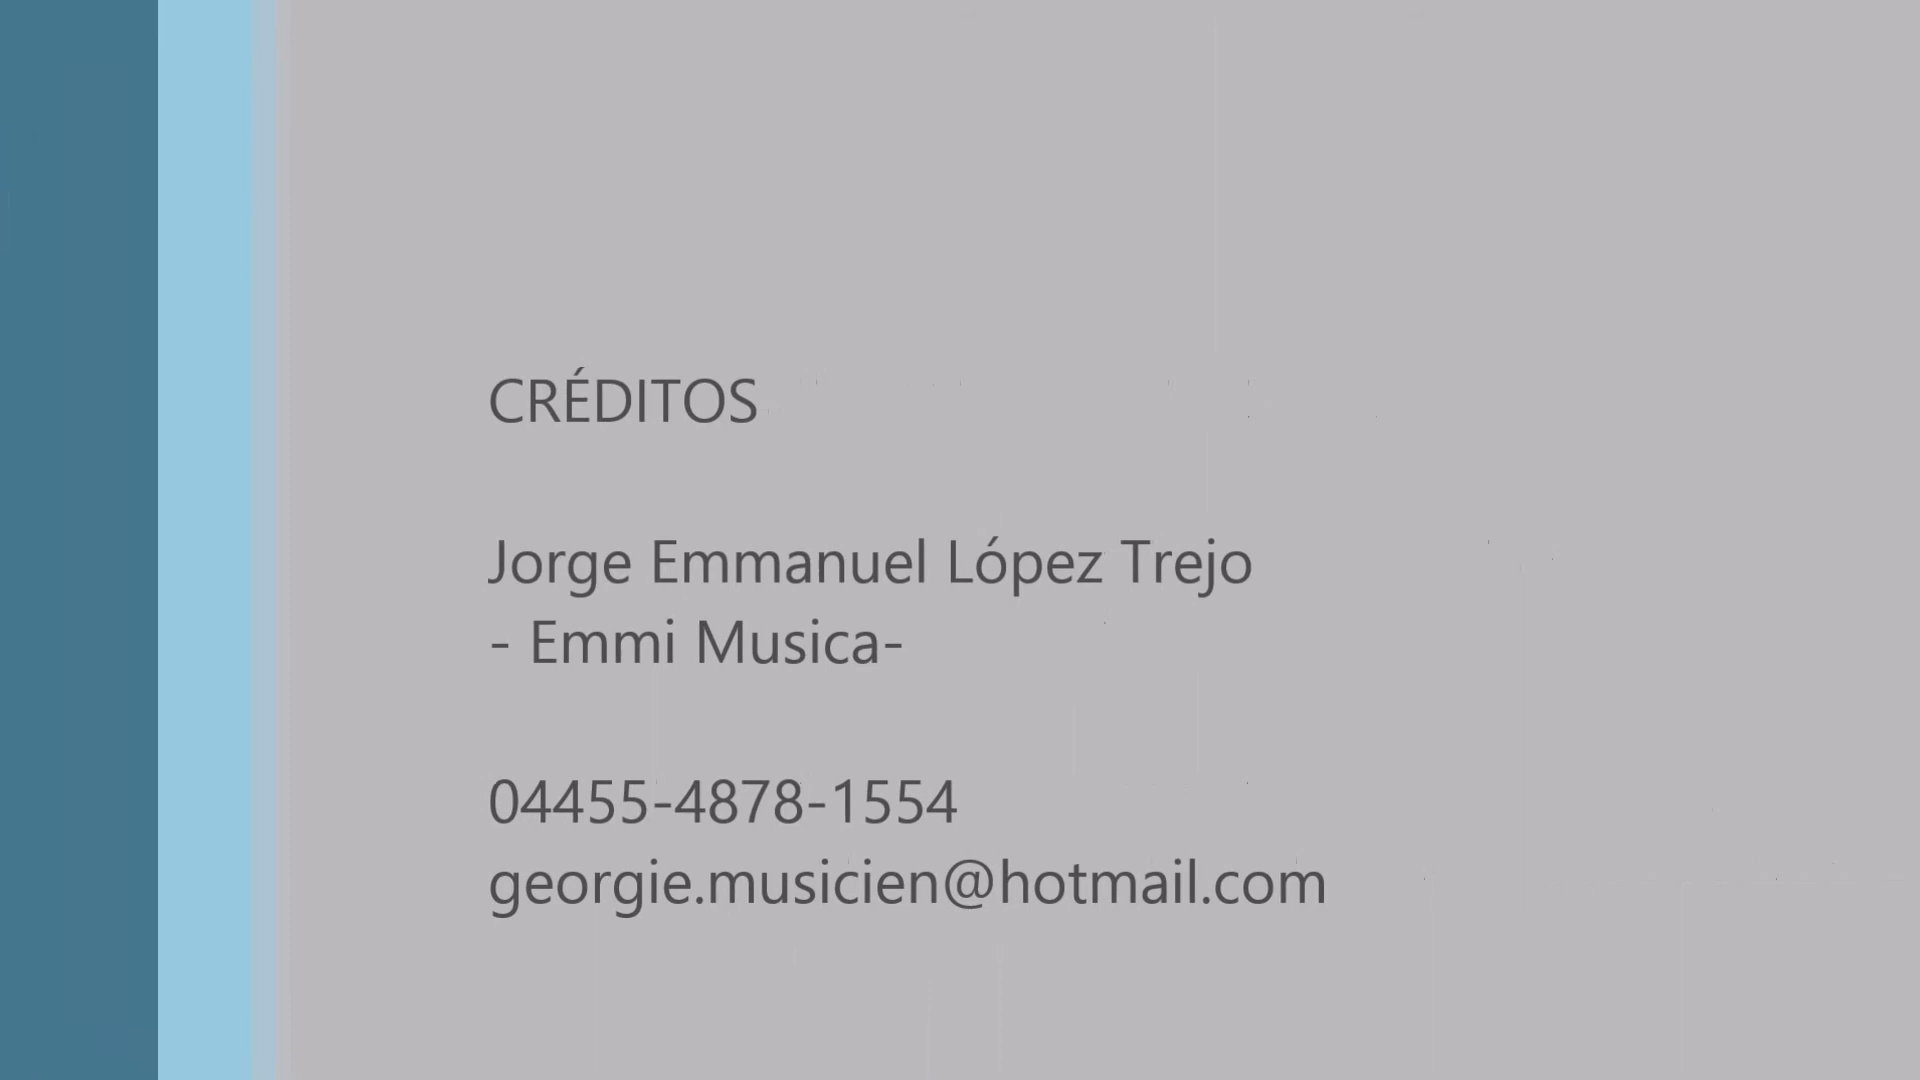 CRÉDITOS
Jorge Emmanuel López Trejo
- Emmi Musica-
04455-4878-1554
georgie.musicien@hotmail.com